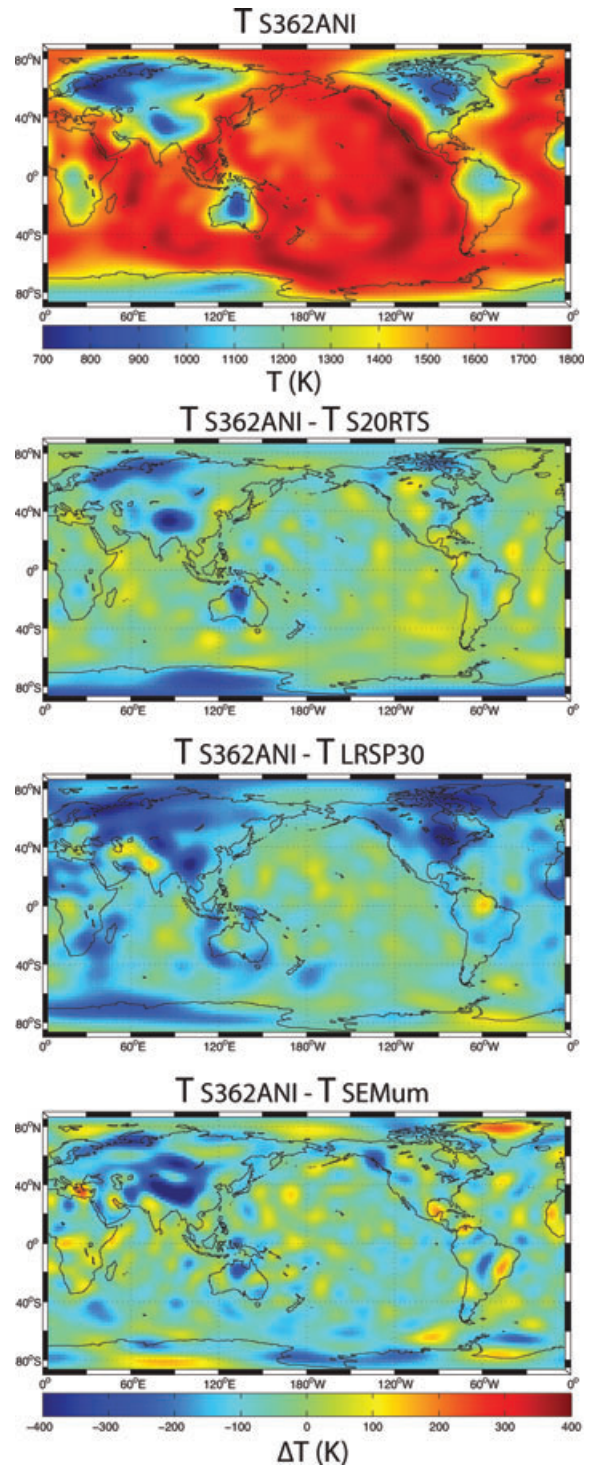 T S362ANI
80°N
40°N
0°
40°S
80°S
0° 60°E 120°E 180°W 120°W 60°W 0°
700 800 900 1000 1100 1200 1300 1400 1500 1600 1700 1800
T (K)
T S362ANI - T S20RTS
80°N
40°N
0°
40°S
80°S
0° 60°E 120°E 180°W 120°W 60°W 0°
T S362ANI - T LRSP30
80°N
40°N
0°
40°S
80°S
0° 60°E 120°E 180°W 120°W 60°W 0°
T S362ANI - T SEMum
80°N
40°N
0°
40°S
80°S
0° 60°E 120°E 180°W 120°W 60°W 0°
-400 -300 -200 -100 0 100 200 300 400
ΔT (K)